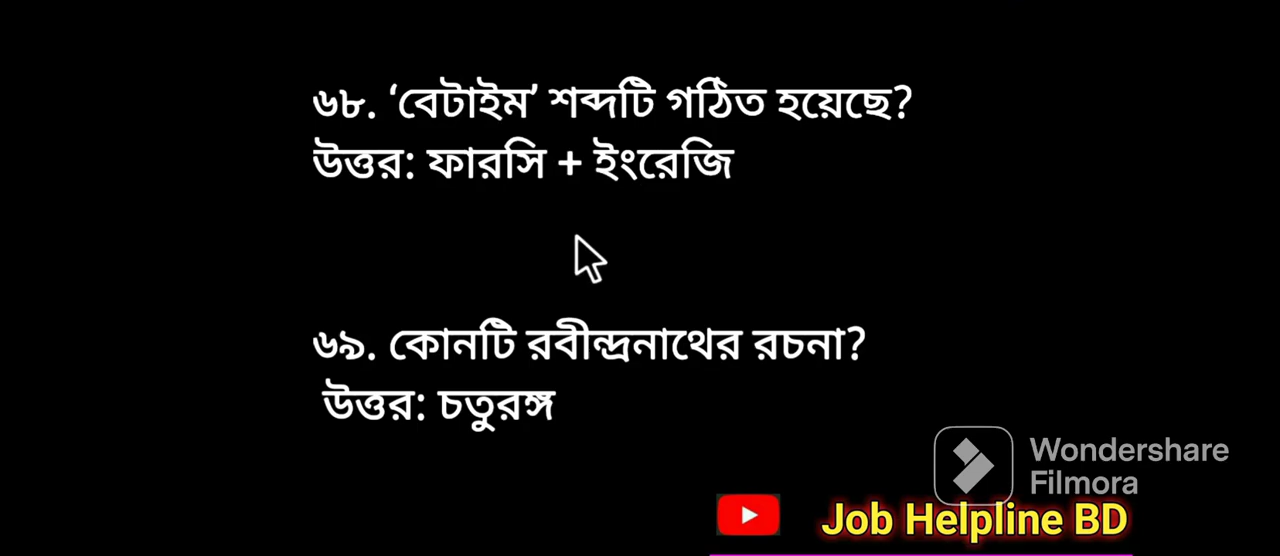 ৬৮. ‘বেটাইম’ শব্দটি গঠিত হয়েছে?
উত্তর: ফারসি + ইংরেজি
৬৯. কোনটি রবীন্দ্রনাথের রচনা?
উত্তর: চতুরঙ্গ
Wondershare
Filmora
Job Helpline BD